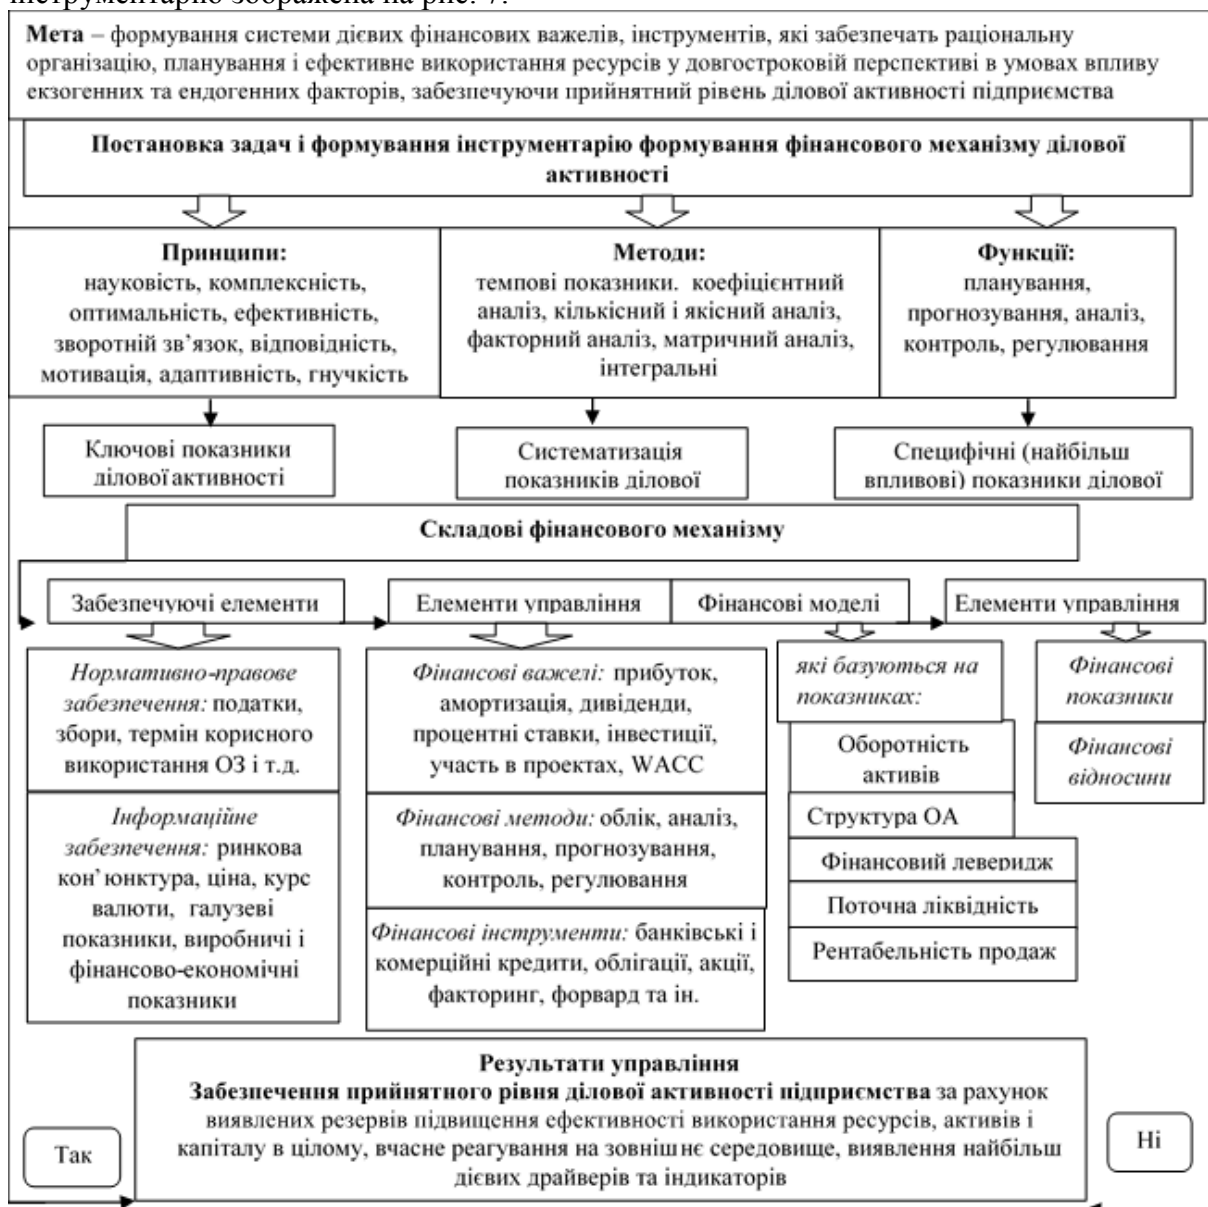 інструментарію зображена на рис. 7.
Мета – формування системи дієвих фінансових важелів, інструментів, які забезпечать раціональну
організацію, планування і ефективне використання ресурсів у довгостроковій перспективі в умовах впливу
екзогенних та ендогенних факторів, забезпечуючи прийнятний рівень ділової активності підприємства
Постановка задач і формування інструментарію формування фінансового механізму ділової
активності
Принципи:
науковість, комплексність,
оптимальність, ефективність,
зворотній зв’язок, відповідність,
мотивація, адаптивність, гнучкість
Методи:
темпові показники. коефіцієнтний
аналіз, кількісний і якісний аналіз,
факторний аналіз, матричний аналіз,
інтегральні
Функції:
планування,
прогнозування, аналіз,
контроль, регулювання
Ключові показники
ділової активності
Систематизація
показників ділової
Специфічні (найбільш
впливові) показники ділової
Складові фінансового механізму
Забезпечуючі елементи
Елементи управління
Фінансові моделі
Елементи управління
Нормативно-правове
забезпечення: податки,
збори, термін корисного
використання ОЗ і т.д.
Інформаційне
забезпечення: ринкова
кон’юнктура, ціна, курс
валюти, галузеві
показники, виробничі і
фінансово-економічні
показники
Фінансові важелі: прибуток,
амортизація, дивіденди,
процентні ставки, інвестиції,
участь в проектах, WACC
Фінансові методи: облік, аналіз,
планування, прогнозування,
контроль, регулювання
Фінансові інструменти: банківські і
комерційні кредити, облігації, акції,
факторинг, форвард та ін.
які базуються на
показниках:
Оборотність
активів
Структура ОА
Фінансовий леверидж
Поточна ліквідність
Рентабельність продаж
Фінансові
показники
Фінансові
відносини
Результати управління
Забезпечення прийнятного рівня ділової активності підприємства за рахунок
виявлених резервів підвищення ефективності використання ресурсів, активів і
капіталу в цілому, вчасне реагування на зовнішнє середовище, виявлення найбільш
дієвих драйверів та індикаторів
Так
Ні